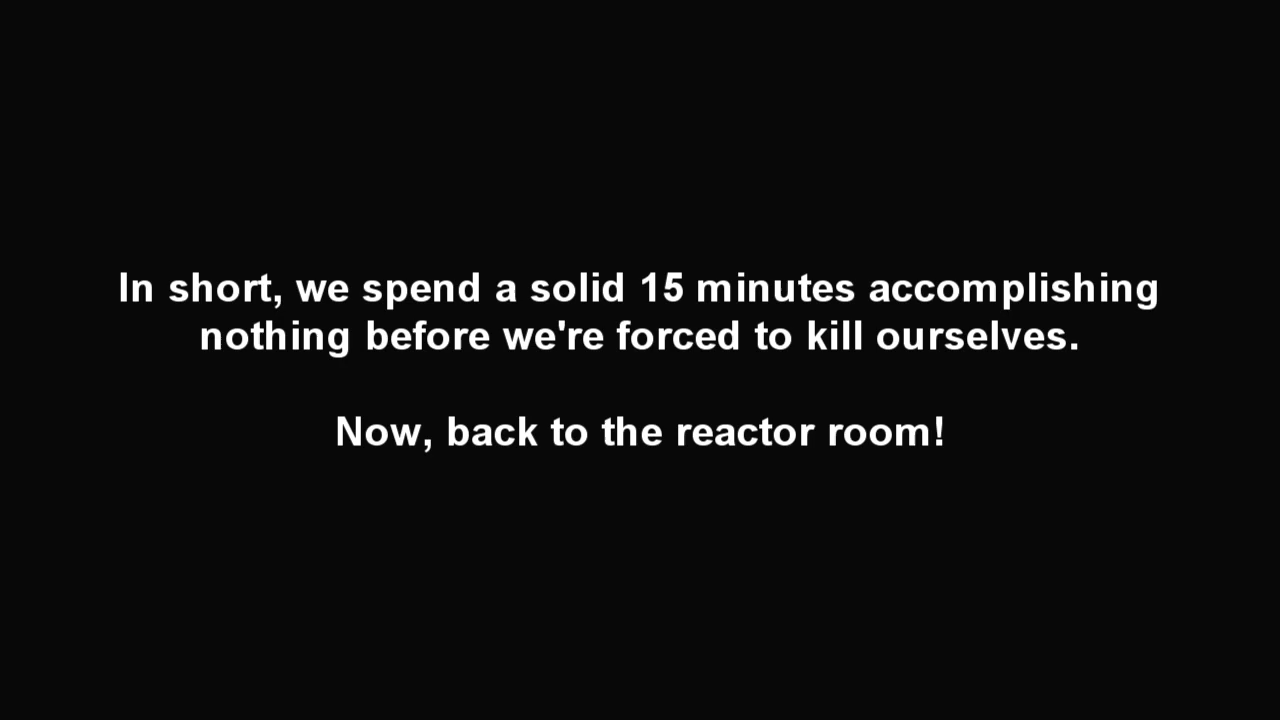 In short, we spend a solid 15 minutes accomplishing
nothing before we're forced to kill ourselves.
Now, back to the reactor room!